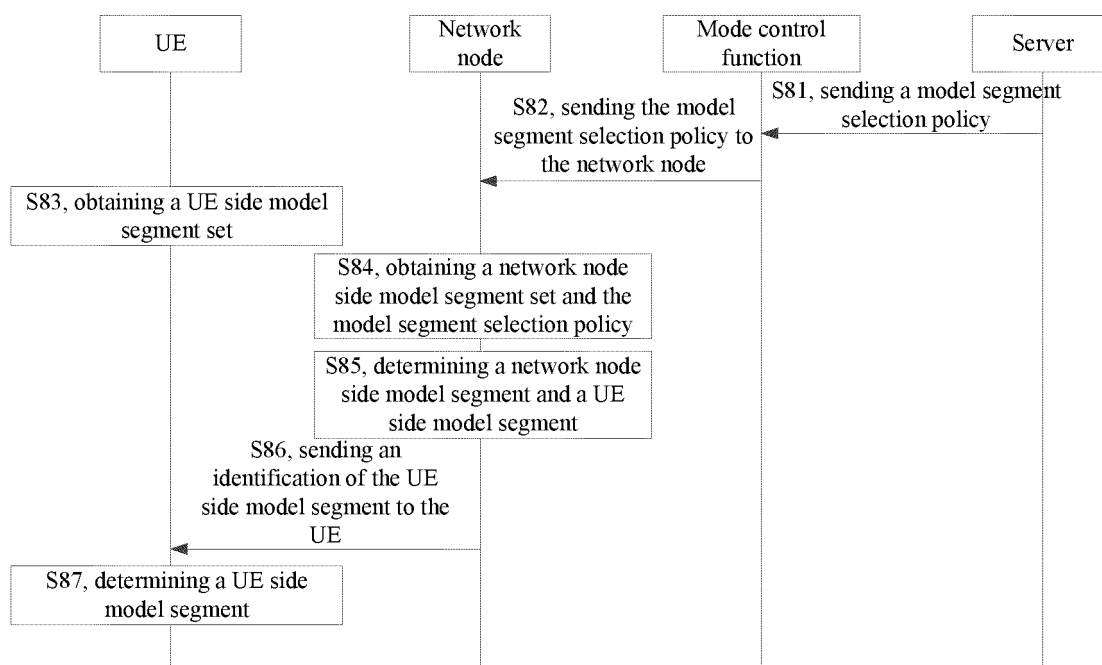 UE
Network
node
Mode control
function
Server
S81, sending a model segment
selection policy
S82, sending the model
segment selection policy to
the network node
S83, obtaining a UE side model
segment set
S84, obtaining a network node
side model segment set and the
model segment selection policy
S85, determining a network node
side model segment and a UE
side model segment
S86, sending an
identification of the UE
side model segment to the
UE
S87, determining a UE side
model segment